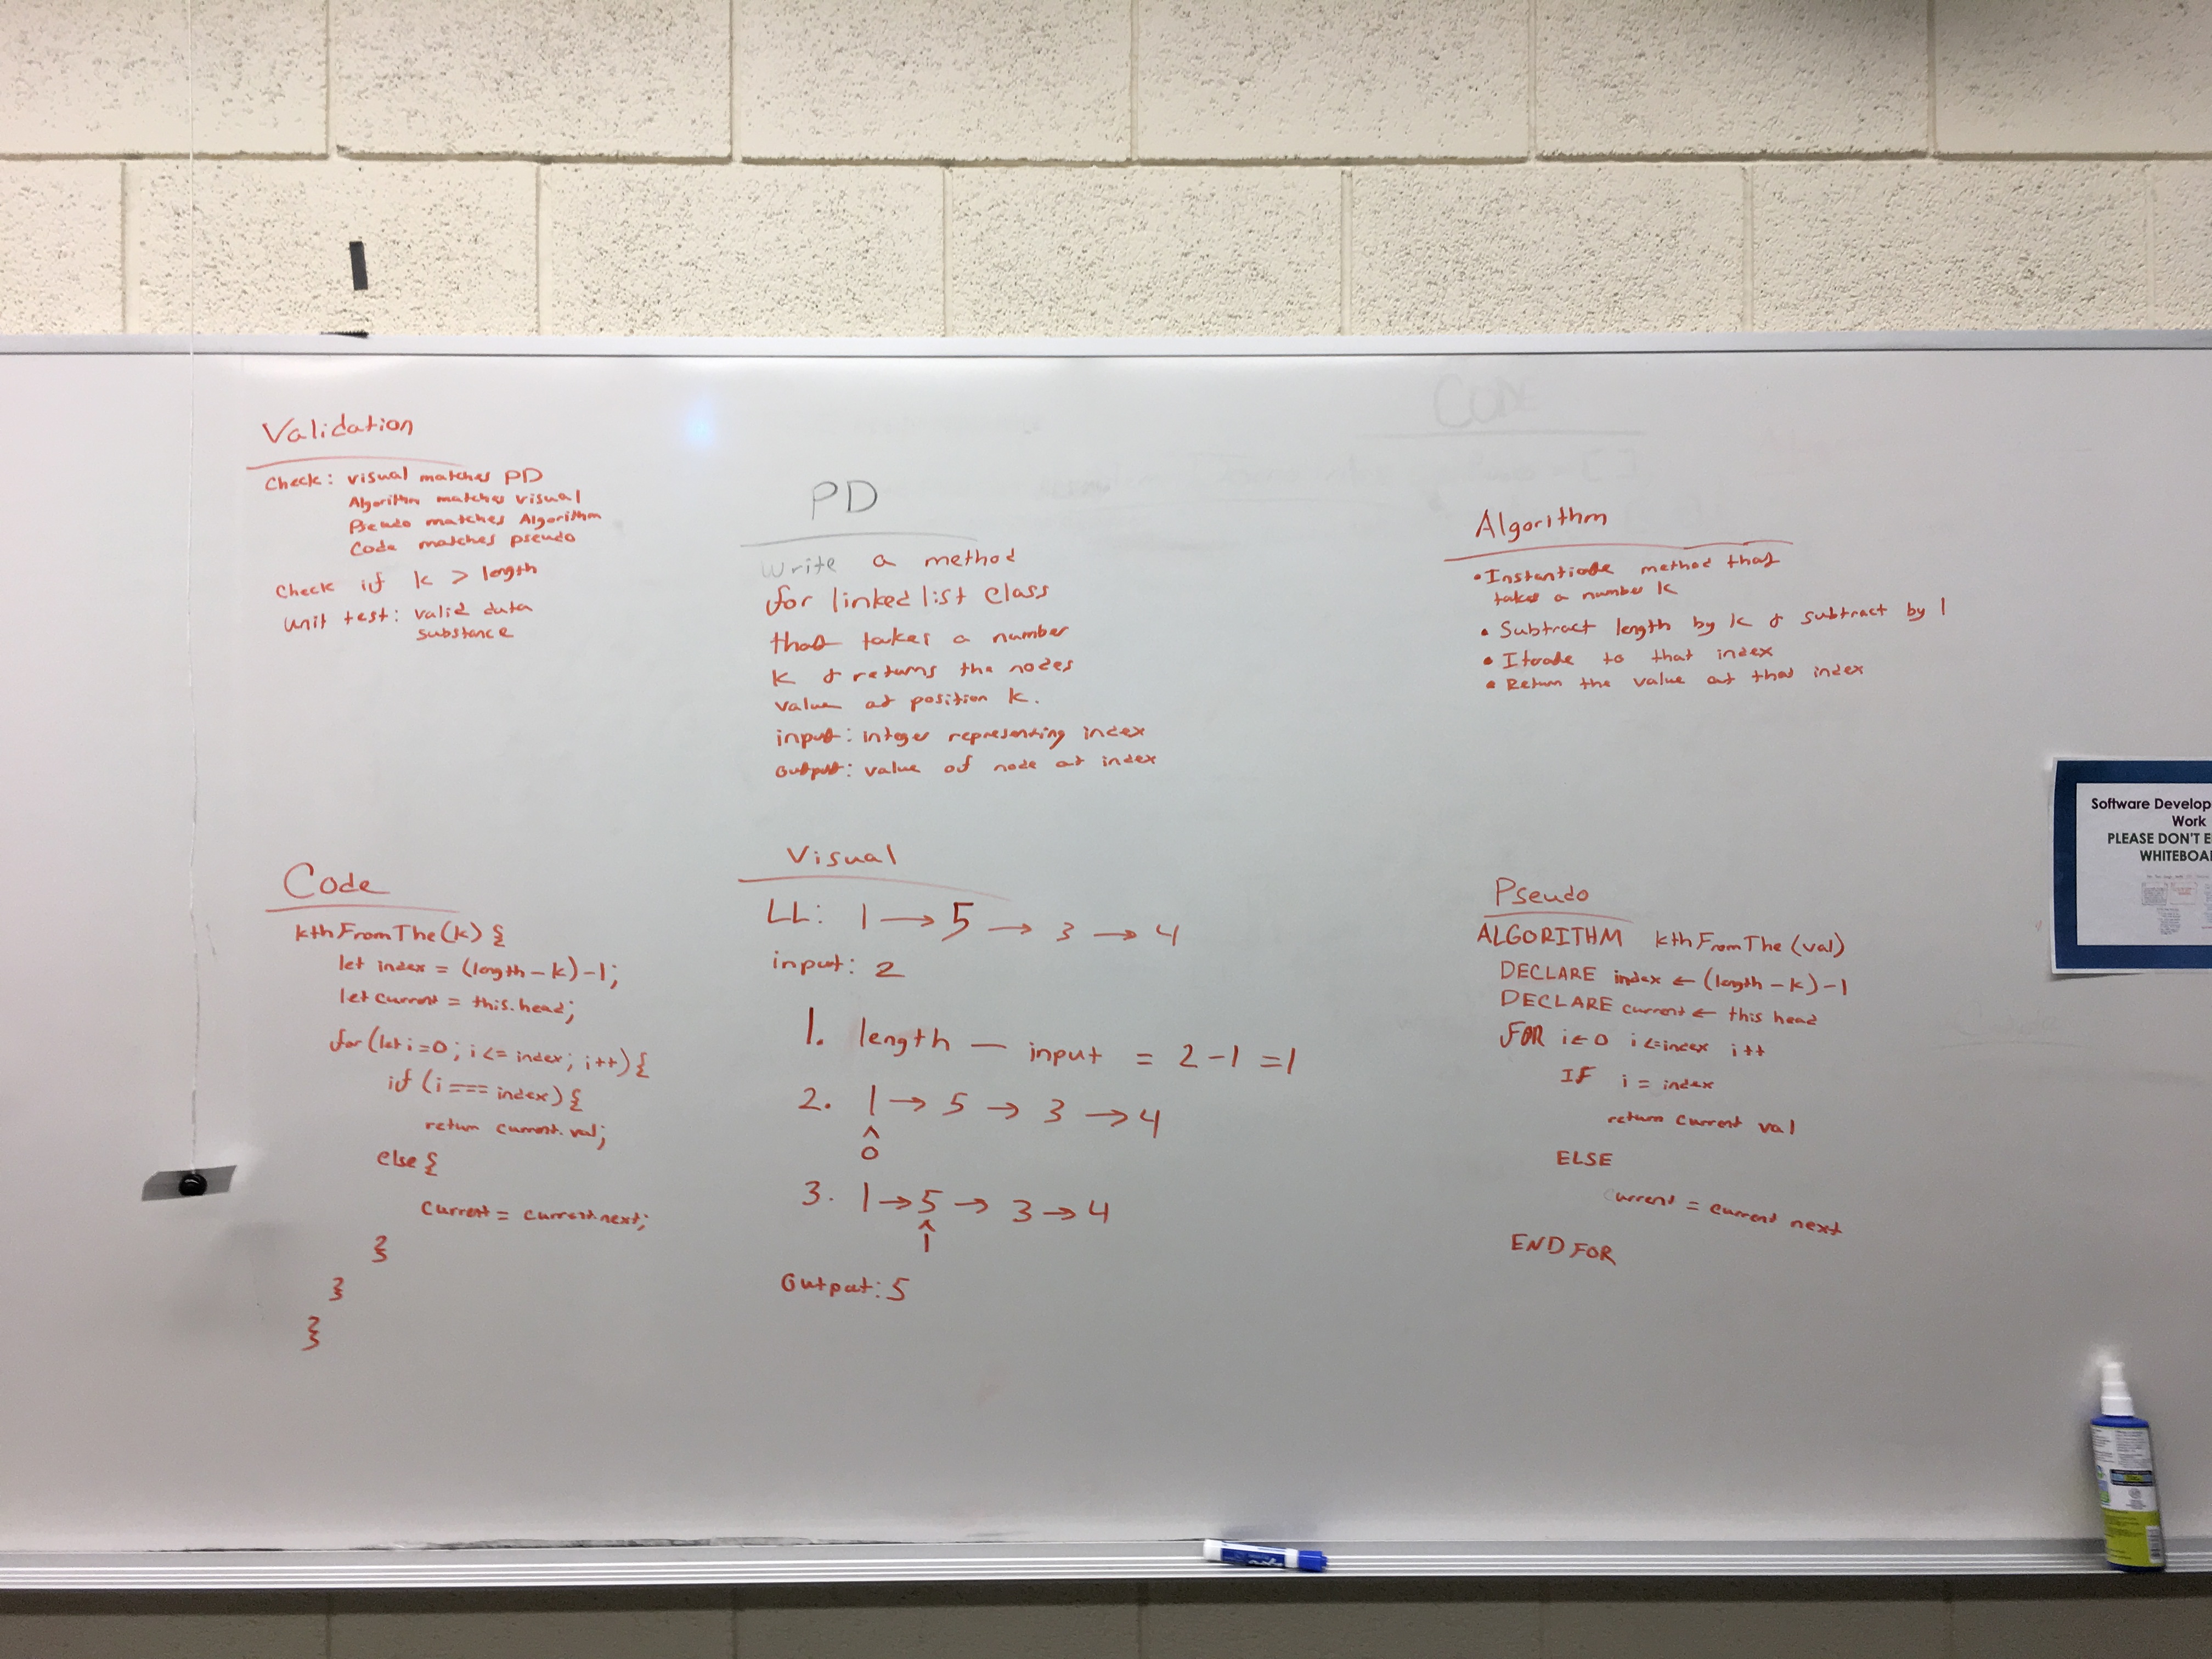 Validation
Check: visual matches PD
Algorithm matches visual
Pseudo matches Algorithm
Code matches pseudo
Check if k > length
Unit test: valid data
substance
PD
Write a method
for linked list class
that takes a number
k & returns the nodes
value at position k.
input: integer representing index
output: value of node at index
CODE
Algorithm
• Instantiate method that
takes a number k
• Subtract length by k & subtract by 1
• Iterate to that index
• Return the value at that index
Code
kthFromThe(k) {
let index = (length - k) - 1;
let current = this.head;
for (let i = 0; i <= index; i++) {
if (i === index) {
return current.val;
else {
current = current.next;
}
}
}
Visual
LL: 1 → 5 → 3 → 4
input: 2
1. length - input = 2 - 1 = 1
2. 1 → 5 → 3 → 4
^
0
3. 1 → 5 → 3 → 4
^
1
Output: 5
Pseudo
ALGORITHM kthFromThe (val)
DECLARE index ← (length - k) - 1
DECLARE current ← this head
FOR i ← 0 i <= index i++
IF i = index
return current val
ELSE
current = current next
END FOR
Software Develop
Work
PLEASE DON'T E
WHITEBOA